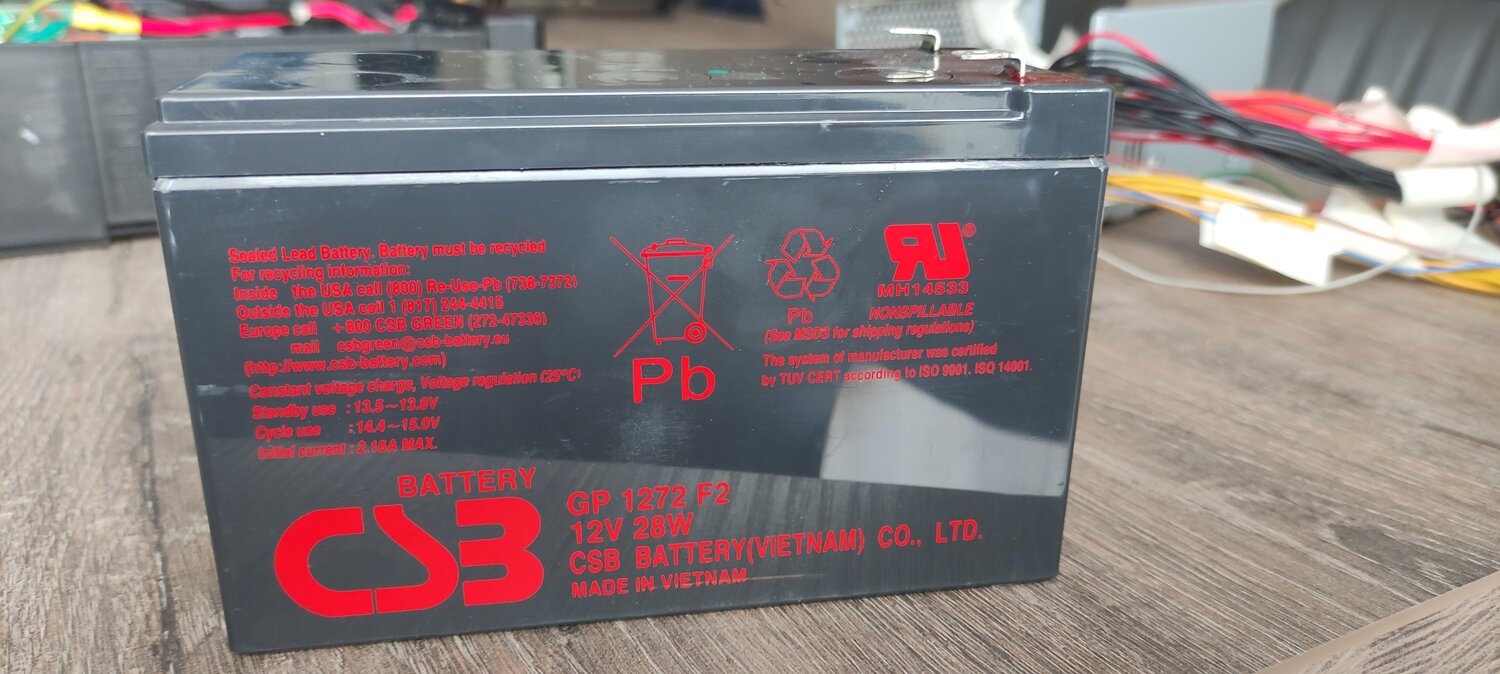 Sealed Lead Battery. Battery must be recycled
For recycling information:
Inside the USA call (800) Re-Use-Pb (738-7372)
Outside the USA call 1 (817) 244-4415
Europe call +800 CSB GREEN (272-47336)
mail csbgreen@csb-battery.eu
(http://www.csb-battery.com)
Constant voltage charge, Voltage regulation (25°C)
Standby use : 13.5~13.8V
Cycle use : 14.4~15.0V
Initial current : 2.16A MAX.
Pb
Pb
RU®
MH14533
NONSPILLABLE
(See MSDS for shipping regulations)
The system of manufacturer was certified
by TUV CERT according to ISO 9001. ISO 14001.
BATTERY
CSB
GP 1272 F2
12V 28W
CSB BATTERY(VIETNAM) CO., LTD.
MADE IN VIETNAM